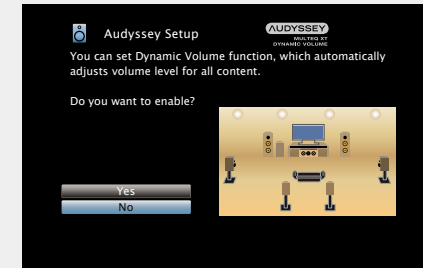 Audyssey Setup
AUDYSSEY
MULTEQ XT
DYNAMIC VOLUME
You can set Dynamic Volume function, which automatically
adjusts volume level for all content.
Do you want to enable?
Yes
No